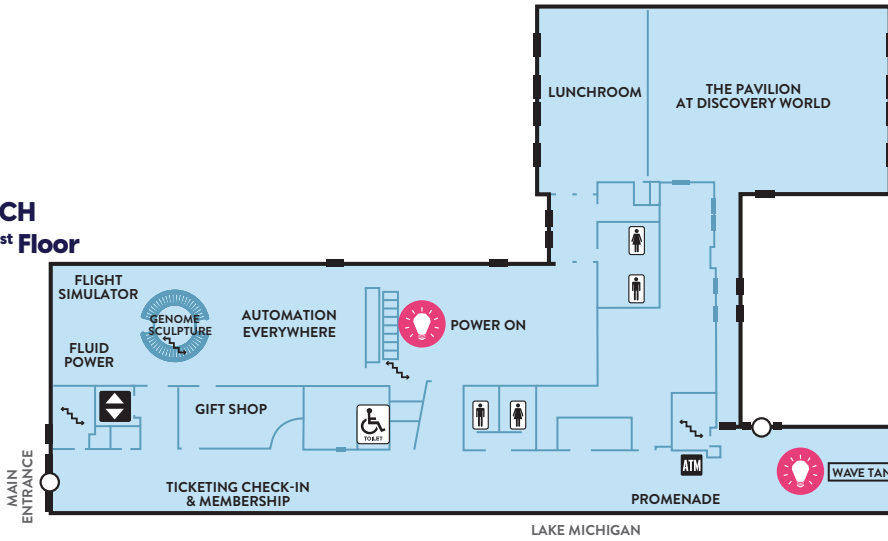 LUNCHROOM
THE PAVILION
AT DISCOVERY WORLD
CH
st Floor
FLIGHT
SIMULATOR
GENOME
SCULPTURE
AUTOMATION
EVERYWHERE
POWER ON
FLUID
POWER
GIFT SHOP
TOILET
MAIN
ENTRANCE
TICKETING CHECK-IN
& MEMBERSHIP
ATM
WAVE TAN
PROMENADE
LAKE MICHIGAN